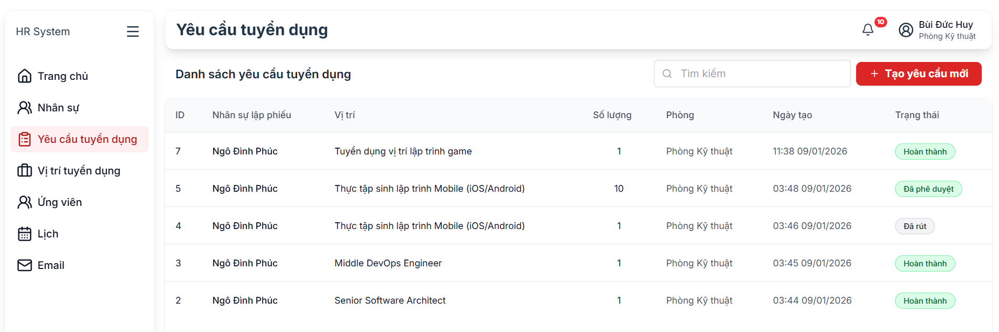 HR System
Trang chủ
Nhân sự
Yêu cầu tuyển dụng
Vị trí tuyển dụng
Ứng viên
Lịch
Email
Yêu cầu tuyển dụng
10
Bùi Đức Huy
Phòng Kỹ thuật
Danh sách yêu cầu tuyển dụng
Tìm kiếm
+ Tạo yêu cầu mới
ID Nhân sự lập phiếu Vị trí Số lượng Phòng Ngày tạo Trạng thái
7 Ngô Đình Phúc Tuyển dụng vị trí lập trình game 1 Phòng Kỹ thuật 11:38 09/01/2026 Hoàn thành
5 Ngô Đình Phúc Thực tập sinh lập trình Mobile (iOS/Android) 10 Phòng Kỹ thuật 03:48 09/01/2026 Đã phê duyệt
4 Ngô Đình Phúc Thực tập sinh lập trình Mobile (iOS/Android) 1 Phòng Kỹ thuật 03:46 09/01/2026 Đã rút
3 Ngô Đình Phúc Middle DevOps Engineer 1 Phòng Kỹ thuật 03:45 09/01/2026 Hoàn thành
2 Ngô Đình Phúc Senior Software Architect 1 Phòng Kỹ thuật 03:44 09/01/2026 Hoàn thành